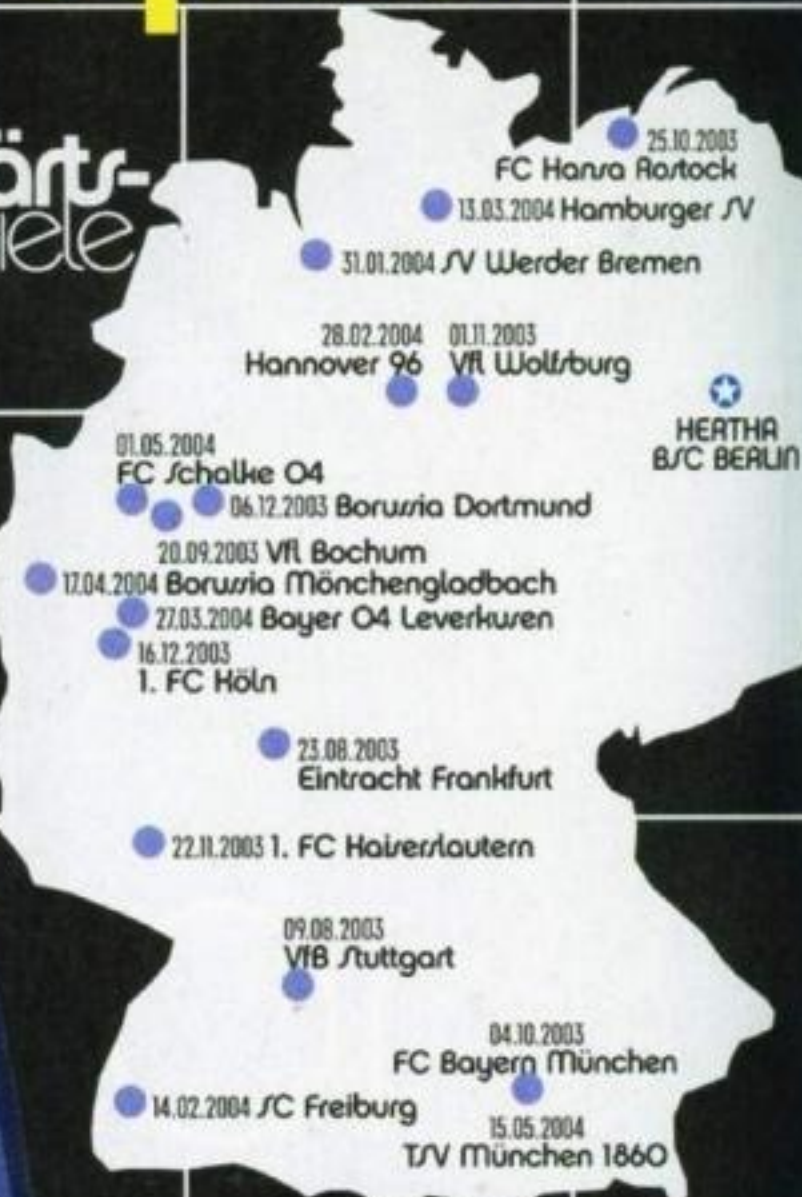 ärts-
iele
25.10.2003
FC Hansa Rostock
13.03.2004 Hamburger SV
31.01.2004 SV Werder Bremen
28.02.2004 01.11.2003
Hannover 96 Vfl Wolfsburg
HERTHA
BSC BERLIN
01.05.2004
FC Schalke 04
06.12.2003 Borussia Dortmund
20.09.2003 Vfl Bochum
17.04.2004 Borussia Mönchengladbach
27.03.2004 Bayer 04 Leverkusen
16.12.2003
1. FC Köln
23.08.2003
Eintracht Frankfurt
22.11.2003 1. FC Kaiserslautern
09.08.2003
VfB Stuttgart
04.10.2003
FC Bayern München
14.02.2004 SC Freiburg
15.05.2004
TSV München 1860